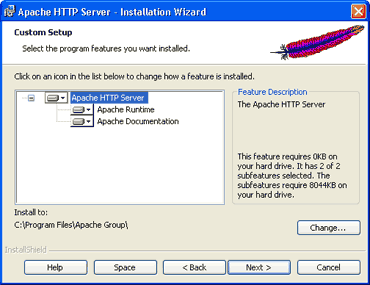 Apache HTTP Server - Installation Wizard
Custom Setup
Select the program features you want installed.
Click on an icon in the list below to change how a feature is installed.
Apache HTTP Server
Apache Runtime
Apache Documentation
Feature Description
The Apache HTTP Server
This feature requires 0KB on
your hard drive. It has 2 of 2
subfeatures selected. The
subfeatures require 8044KB on
your hard drive.
Install to:
C:\Program Files\Apache Group\
Change...
InstallShield
Help
Space
< Back
Next >
Cancel